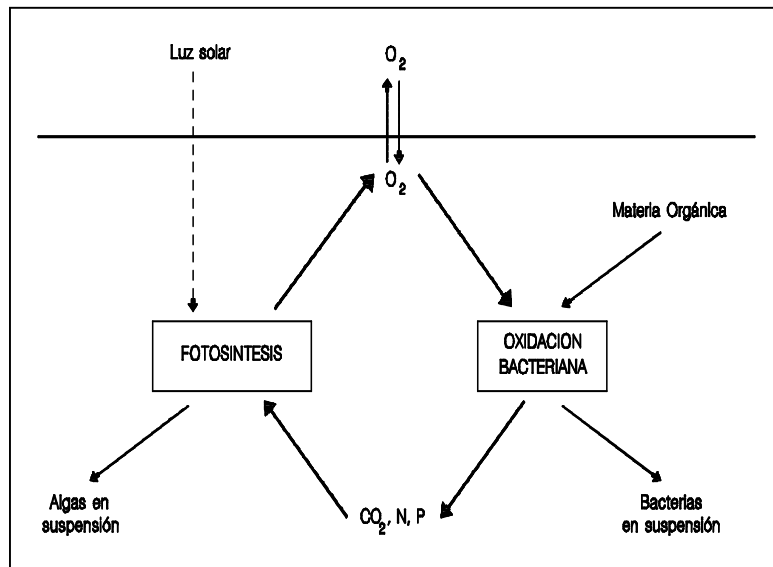 Luz solar
O2
O2
Materia Orgánica
FOTOSINTESIS
OXIDACION
BACTERIANA
Algas en
suspensión
CO2, N, P
Bacterias
en suspensión